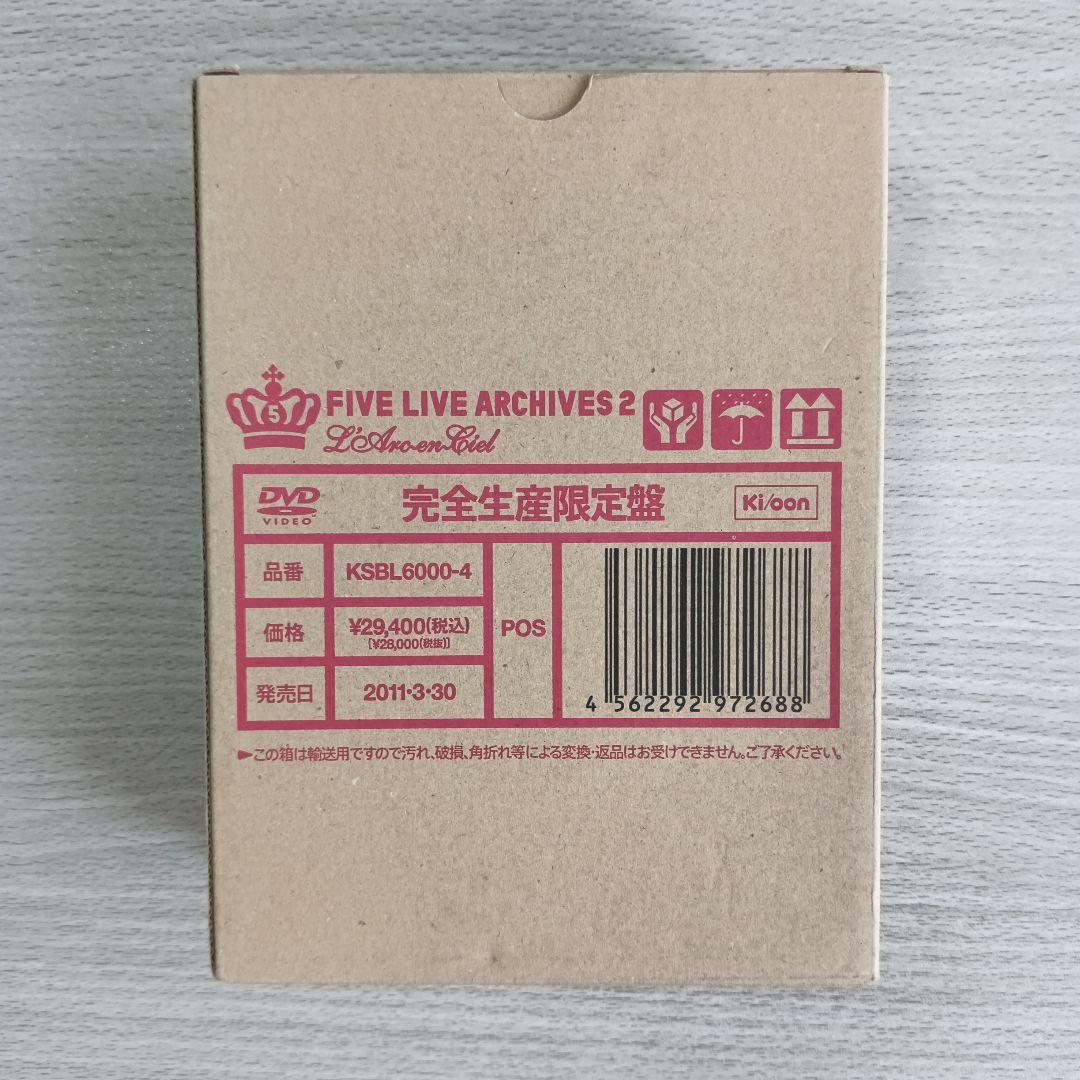 5
FIVE LIVE ARCHIVES 2
L'Arc~en~Ciel
DVD
VIDEO
完全生産限定盤
Ki/oon
品番
KSBL6000-4
価格
¥29,400(税込)
[¥28,000(税抜)]
発売日
2011・3・30
POS
4 562292 972688
►この箱は輸送用ですので汚れ、破損、角折れ等による変換・返品はお受けできません。ご了承ください。